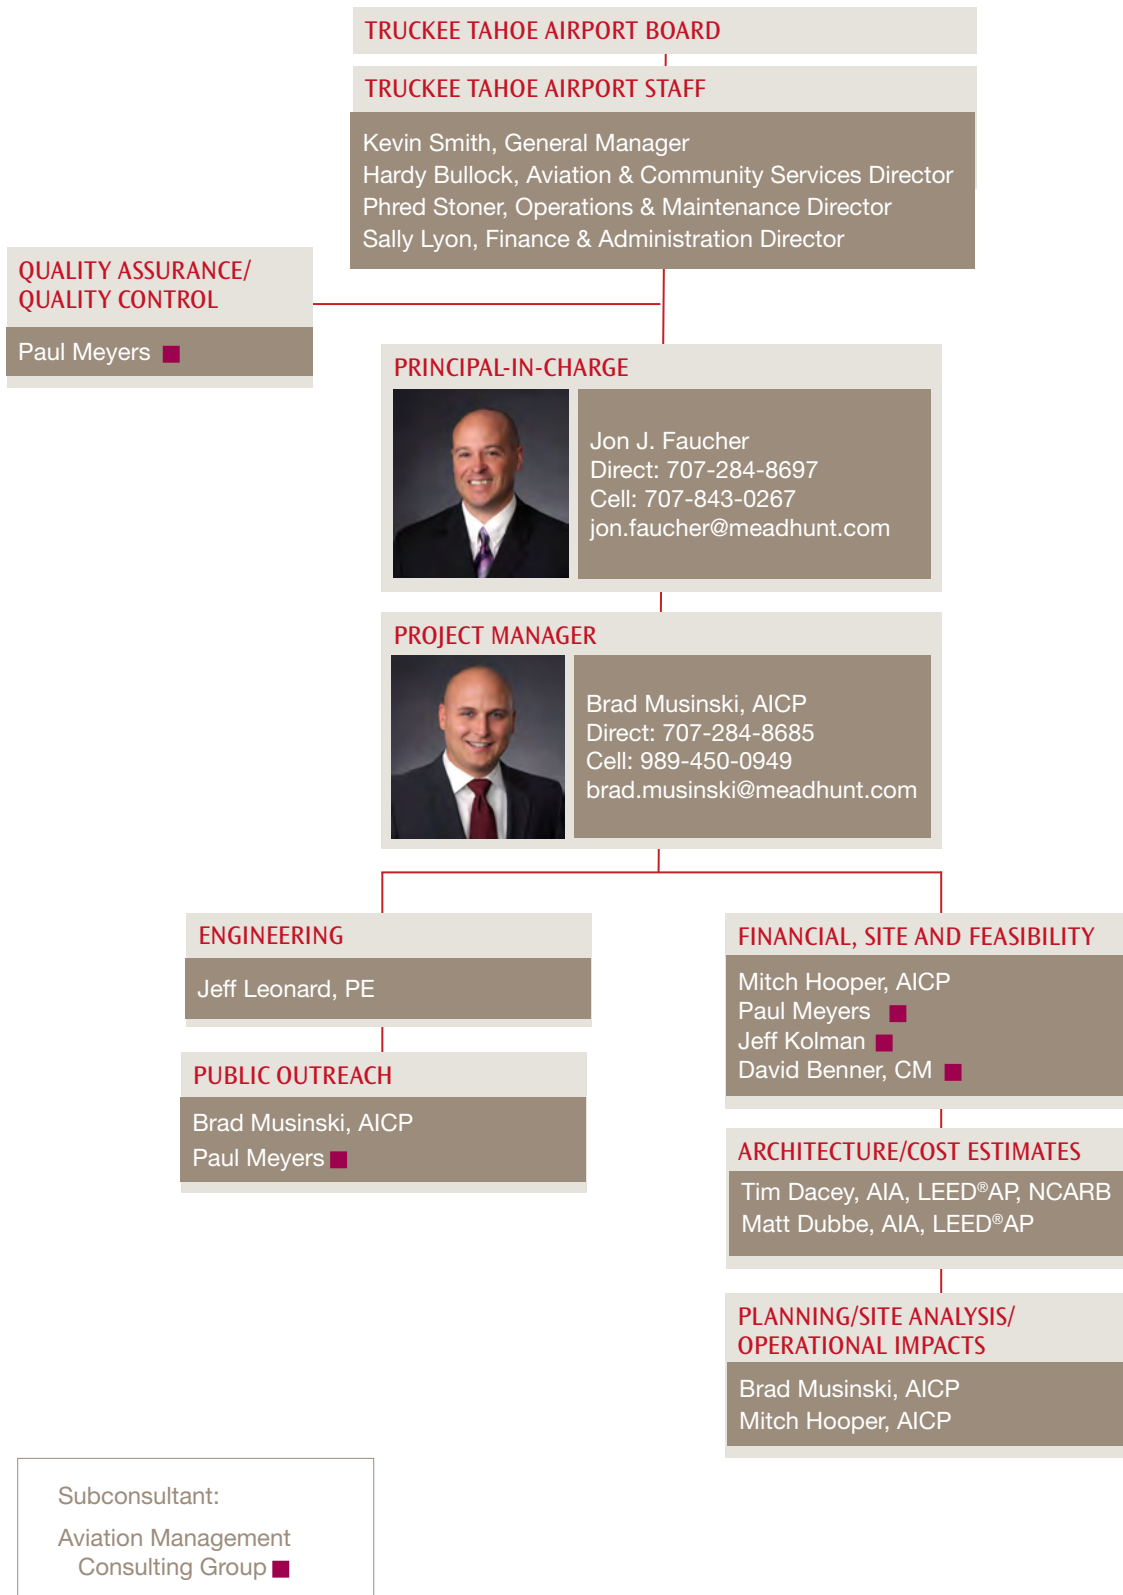 TRUCKEE TAHOE AIRPORT BOARD
TRUCKEE TAHOE AIRPORT STAFF
Kevin Smith, General Manager
Hardy Bullock, Aviation & Community Services Director
Phred Stoner, Operations & Maintenance Director
Sally Lyon, Finance & Administration Director
QUALITY ASSURANCE/
QUALITY CONTROL
Paul Meyers
PRINCIPAL-IN-CHARGE
Jon J. Faucher
Direct: 707-284-8697
Cell: 707-843-0267
jon.faucher@meadhunt.com
PROJECT MANAGER
Brad Musinski, AICP
Direct: 707-284-8685
Cell: 989-450-0949
brad.musinski@meadhunt.com
ENGINEERING
Jeff Leonard, PE
PUBLIC OUTREACH
Brad Musinski, AICP
Paul Meyers
FINANCIAL, SITE AND FEASIBILITY
Mitch Hooper, AICP
Paul Meyers
Jeff Kolman
David Benner, CM
ARCHITECTURE/COST ESTIMATES
Tim Dacey, AIA, LEED®AP, NCARB
Matt Dubbe, AIA, LEED®AP
PLANNING/SITE ANALYSIS/
OPERATIONAL IMPACTS
Brad Musinski, AICP
Mitch Hooper, AICP
Subconsultant:
Aviation Management
Consulting Group